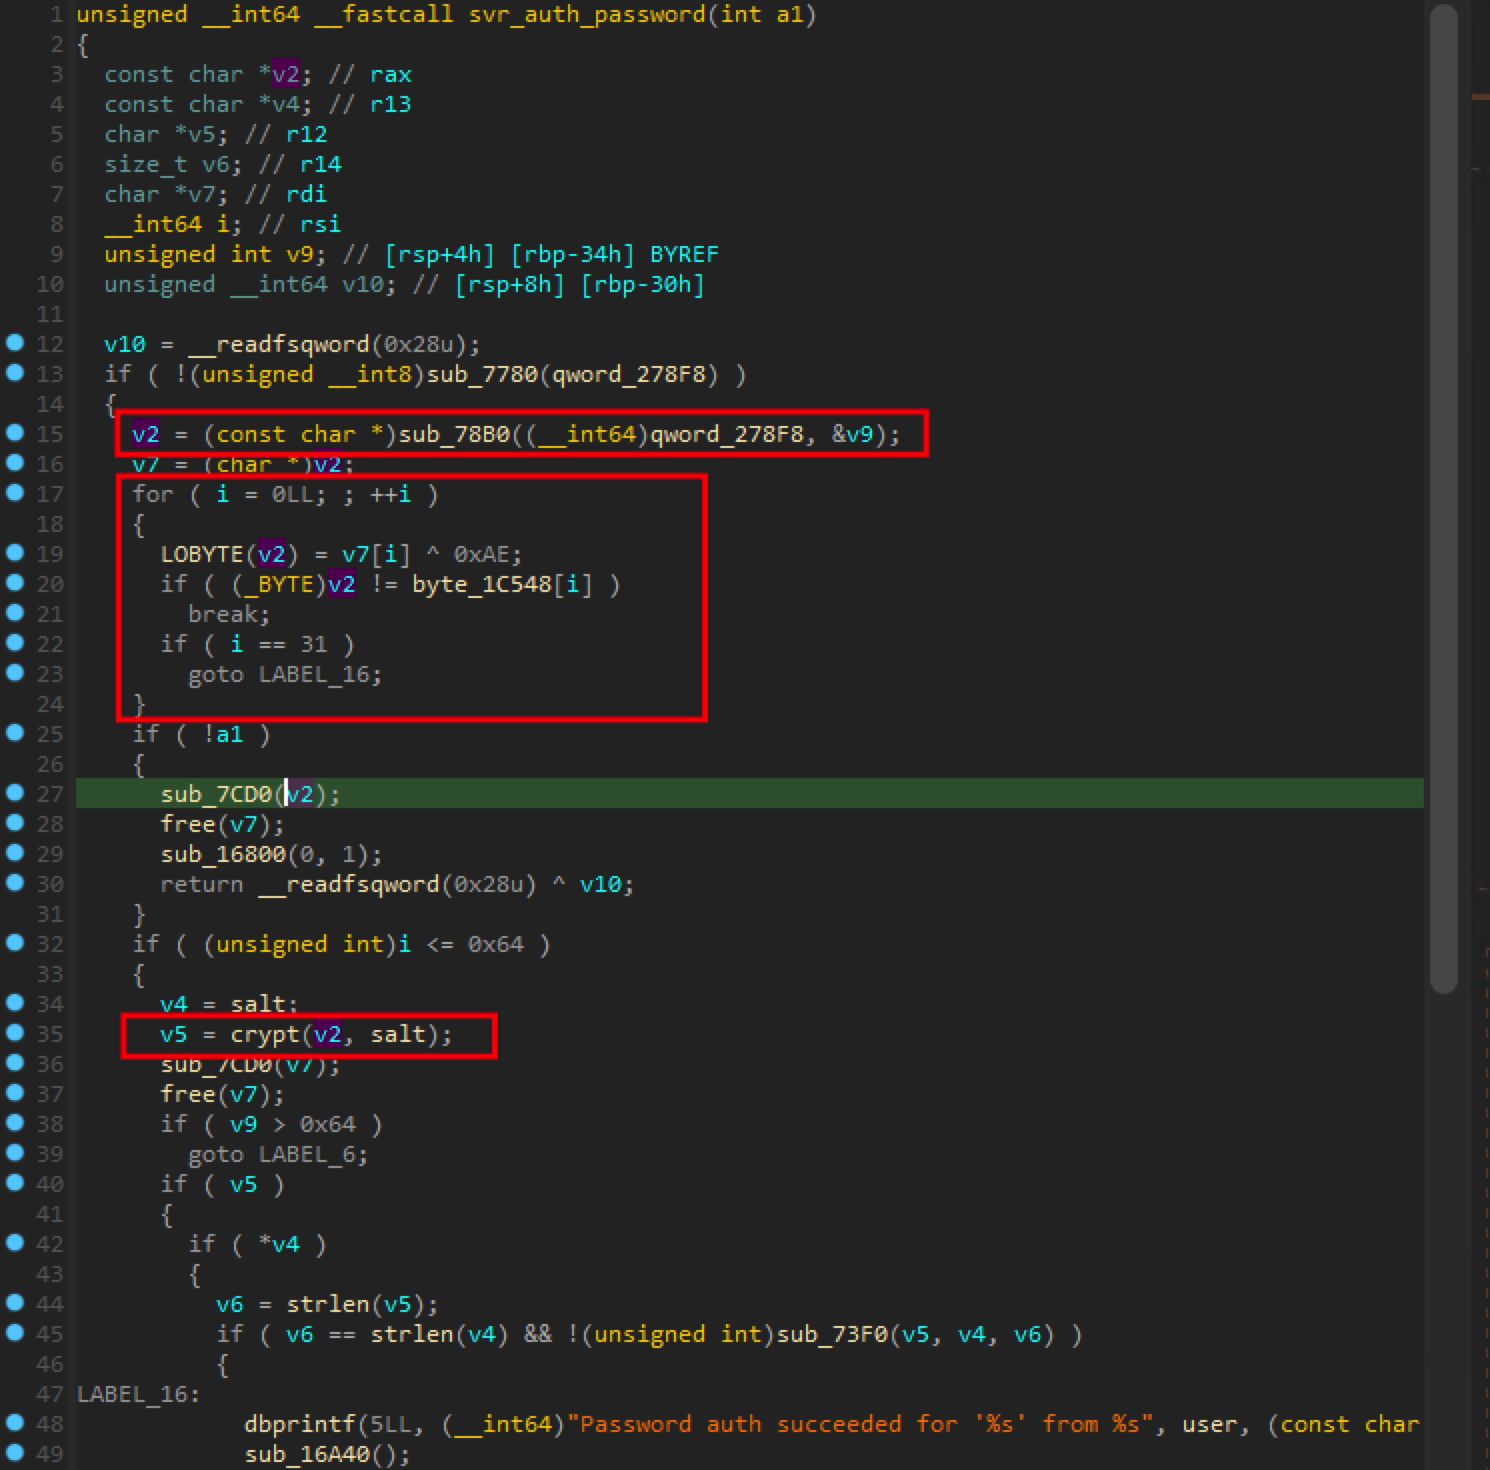 1 unsigned __int64 __fastcall svr_auth_password(int a1)
2 {
3 const char *v2; // rax
4 const char *v4; // r13
5 char *v5; // r12
6 size_t v6; // r14
7 char *v7; // rdi
8 __int64 i; // rsi
9 unsigned int v9; // [rsp+4h] [rbp-34h] BYREF
10 unsigned __int64 v10; // [rsp+8h] [rbp-30h]
11
12 v10 = __readfsqword(0x28u);
13 if ( !(unsigned __int8)sub_7780(qword_278F8) )
14 {
15 v2 = (const char *)sub_78B0((__int64)qword_278F8, &v9);
16 v7 = (char *)v2;
17 for ( i = 0LL; ; ++i )
18 {
19 LOBYTE(v2) = v7[i] ^ 0xAE;
20 if ( (_BYTE)v2 != byte_1C548[i] )
21 break;
22 if ( i == 31 )
23 goto LABEL_16;
24 }
25 if ( !a1 )
26 {
27 sub_7CD0(v2);
28 free(v7);
29 sub_16800(0, 1);
30 return __readfsqword(0x28u) ^ v10;
31 }
32 if ( (unsigned int)i <= 0x64 )
33 {
34 v4 = salt;
35 v5 = crypt(v2, salt);
36 sub_7CD0(v7);
37 free(v7);
38 if ( v9 > 0x64 )
39 goto LABEL_6;
40 if ( v5 )
41 {
42 if ( *v4 )
43 {
44 v6 = strlen(v5);
45 if ( v6 == strlen(v4) && !(unsigned int)sub_73F0(v5, v4, v6) )
46 {
47 LABEL_16:
48 dbprintf(5LL, (__int64)"Password auth succeeded for '%s' from %s", user, (const char
49 sub_16A40();